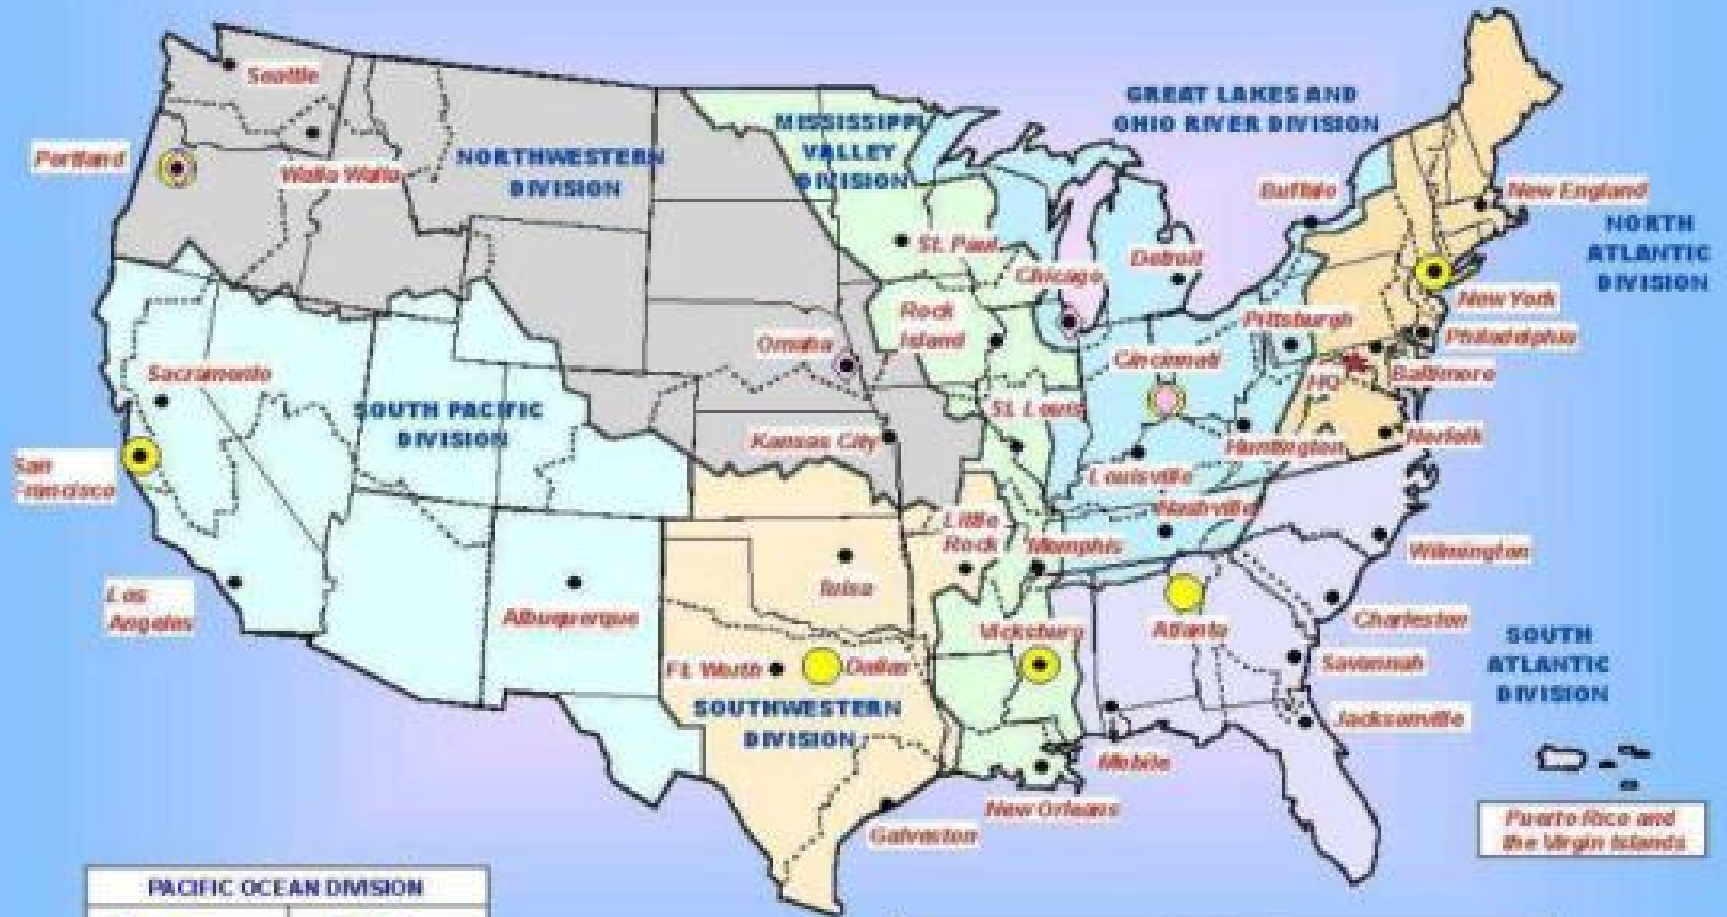 Seattle
GREAT LAKES AND
OHIO RIVER DIVISION
MISSISSIPPI
VALLEY
DIVISION
Portland
Walla Walla
NORTHWESTERN
DIVISION
Buffalo
New England
NORTH
ATLANTIC
DIVISION
St. Paul
Chicago
Detroit
New York
Rock
Island
Pittsburgh
Philadelphia
Omaha
Cincinnati
HQ
Baltimore
Sacramento
SOUTH PACIFIC
DIVISION
St. Louis
Kansas City
Huntington
Norfolk
San
Francisco
Louisville
Nashville
Little
Rock
Memphis
Wilmington
Los
Angeles
Tulsa
Albuquerque
Charleston
Vicksburg
Atlanta
SOUTH
ATLANTIC
DIVISION
Ft. Worth
Dallas
Savannah
SOUTHWESTERN
DIVISION
Jacksonville
Mobile
New Orleans
Galveston
Puerto Rico and
the Virgin Islands
PACIFIC OCEAN DIVISION